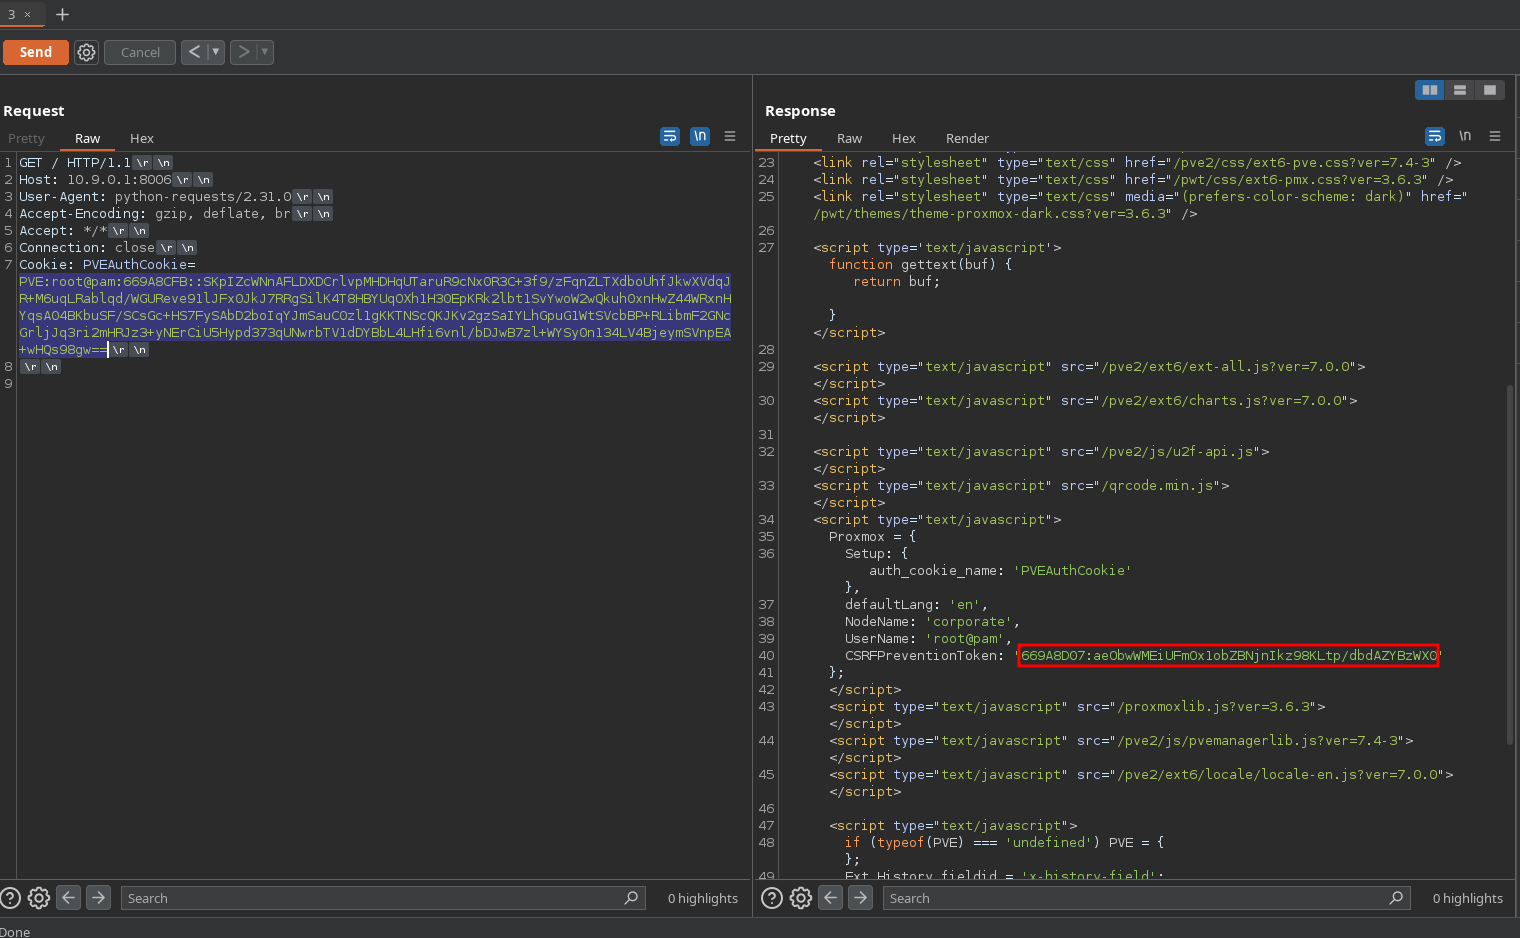 3 × +
Send Cancel < ▼ > ▼
Request
Pretty Raw Hex \n
1 GET / HTTP/1.1 \r \n
2 Host: 10.9.0.1:8006 \r \n
3 User-Agent: python-requests/2.31.0 \r \n
4 Accept-Encoding: gzip, deflate, br \r \n
5 Accept: */* \r \n
6 Connection: close \r \n
7 Cookie: PVEAuthCookie=
PVE:root@pam:669A8CFB::SKpIZcWNnAFLDXDCrlvpMHDHqUTaruR9cNx0R3C+3f9/zFqnZLTXdboUhfJkwXVdqJ
R+M6uqLRablqd/WGUReve91lJFxOJkJ7RRgSilK4T8HBYUqOXh1H3OEpKRk2lbt1SvYwoW2wQkuh0xnHwZ44WRxnH
YqsAO4BKbuSF/SCsGc+HS7FySAbD2boIqYJmSauCOzl1gKKTNScQKJKv2gzSaIYLhGpuG1WtSVcbBP+RLibmF2GNc
GrljJq3ri2mHRJz3+yNErCiU5Hypd373qUNwrbTV1dDYBbL4LHfi6vnl/bDJwB7zl+WYSyOn134LV4BjeymSVnpEA
+wHQs98gw== \r \n
8 \r \n
9
Search 0 highlights
Response
Pretty Raw Hex Render \n
23 <link rel="stylesheet" type="text/css" href="/pve2/css/ext6-pve.css?ver=7.4-3" />
24 <link rel="stylesheet" type="text/css" href="/pwt/css/ext6-pmx.css?ver=3.6.3" />
25 <link rel="stylesheet" type="text/css" media="(prefers-color-scheme: dark)" href="
/pwt/themes/theme-proxmox-dark.css?ver=3.6.3" />
26
27 <script type='text/javascript'>
function gettext(buf) {
return buf;
}
</script>
28
29 <script type="text/javascript" src="/pve2/ext6/ext-all.js?ver=7.0.0">
</script>
30 <script type="text/javascript" src="/pve2/ext6/charts.js?ver=7.0.0">
</script>
31
32 <script type="text/javascript" src="/pve2/js/u2f-api.js">
</script>
33 <script type="text/javascript" src="/qrcode.min.js">
</script>
34 <script type="text/javascript">
35 Proxmox = {
36 Setup: {
auth_cookie_name: 'PVEAuthCookie'
},
37 defaultLang: 'en',
38 NodeName: 'corporate',
39 UserName: 'root@pam',
40 CSRFPreventionToken: '669A8D07:aeObwWMEiUFmOx1obZBNjnIkz98KLtp/dbdAZYBzWX0'
41 };
42 </script>
43 <script type="text/javascript" src="/proxmoxlib.js?ver=3.6.3">
</script>
44 <script type="text/javascript" src="/pve2/js/pvemanagerlib.js?ver=7.4-3">
</script>
45 <script type="text/javascript" src="/pve2/ext6/locale/locale-en.js?ver=7.0.0">
</script>
46
47 <script type="text/javascript">
48 if (typeof(PVE) === 'undefined') PVE = {
};
49 Ext.History.fieldid = 'x-history-field';
Search 0 highlights
Done